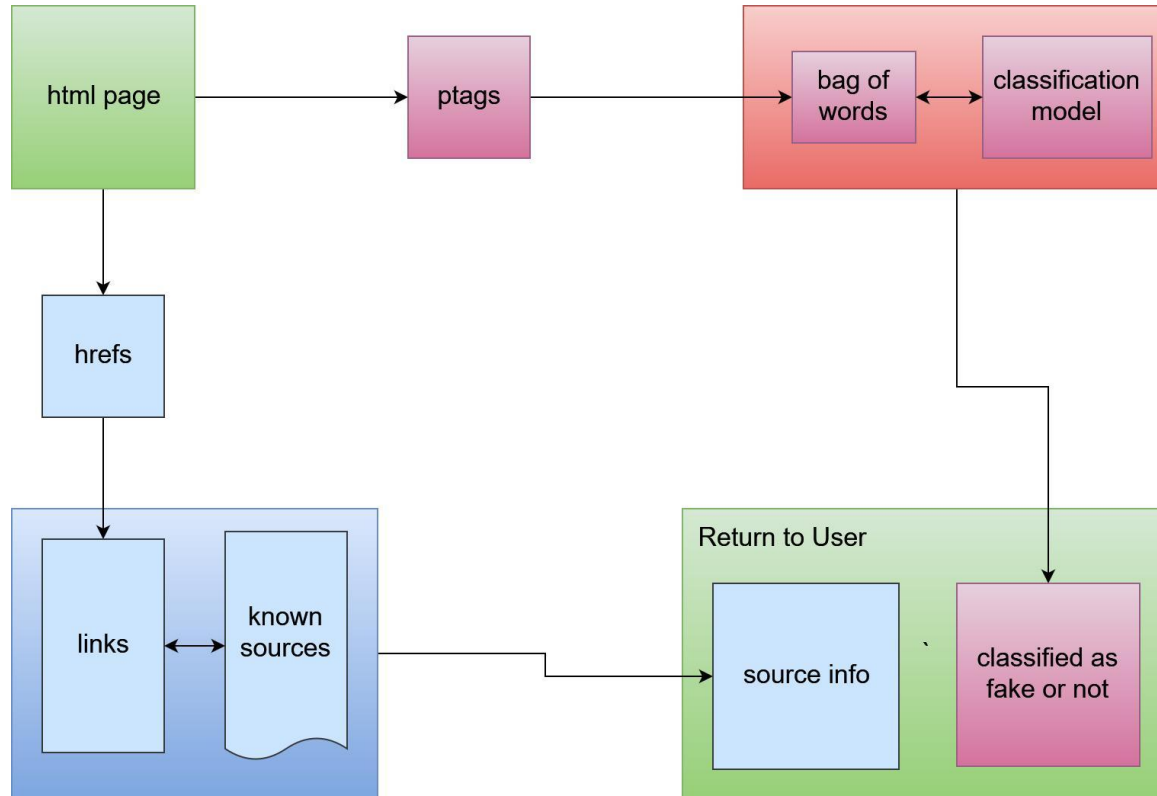 html page
ptags
bag of
words
classification
model
hrefs
links
known
sources
Return to User
source info
`
classified as
fake or not